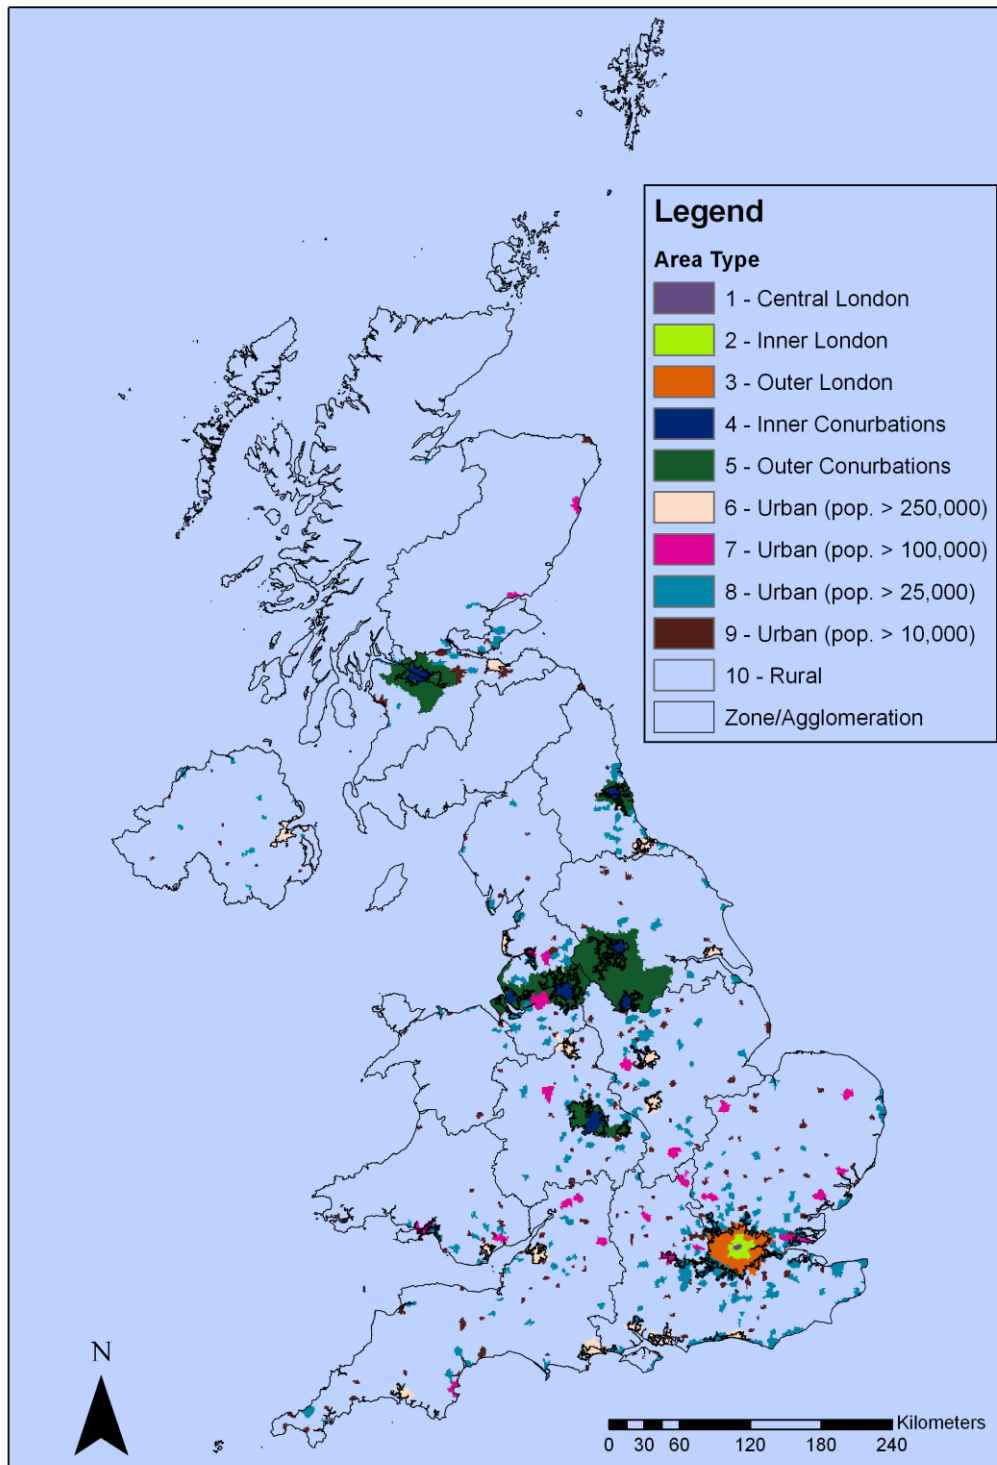 Legend
Area Type
1 - Central London
2 - Inner London
3 - Outer London
4 - Inner Conurbations
5 - Outer Conurbations
6 - Urban (pop. > 250,000)
7 - Urban (pop. > 100,000)
8 - Urban (pop. > 25,000)
9 - Urban (pop. > 10,000)
10 - Rural
Zone/Agglomeration
N
Kilometers
0 30 60 120 180 240